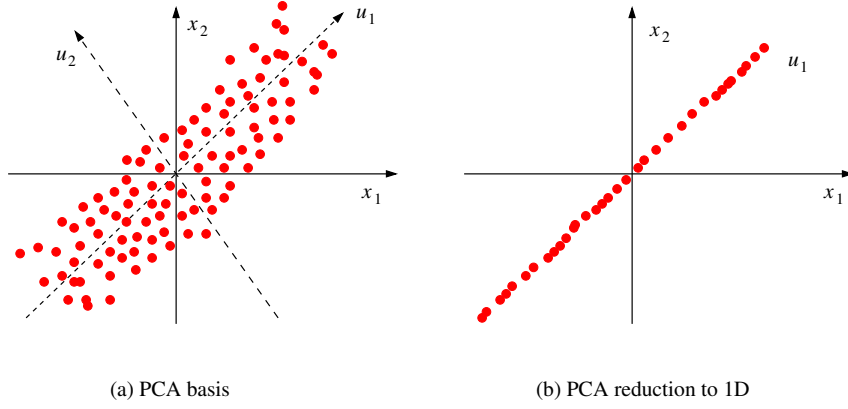 x2
u1
u2
x1
(a) PCA basis
x2
u1
x1
(b) PCA reduction to 1D